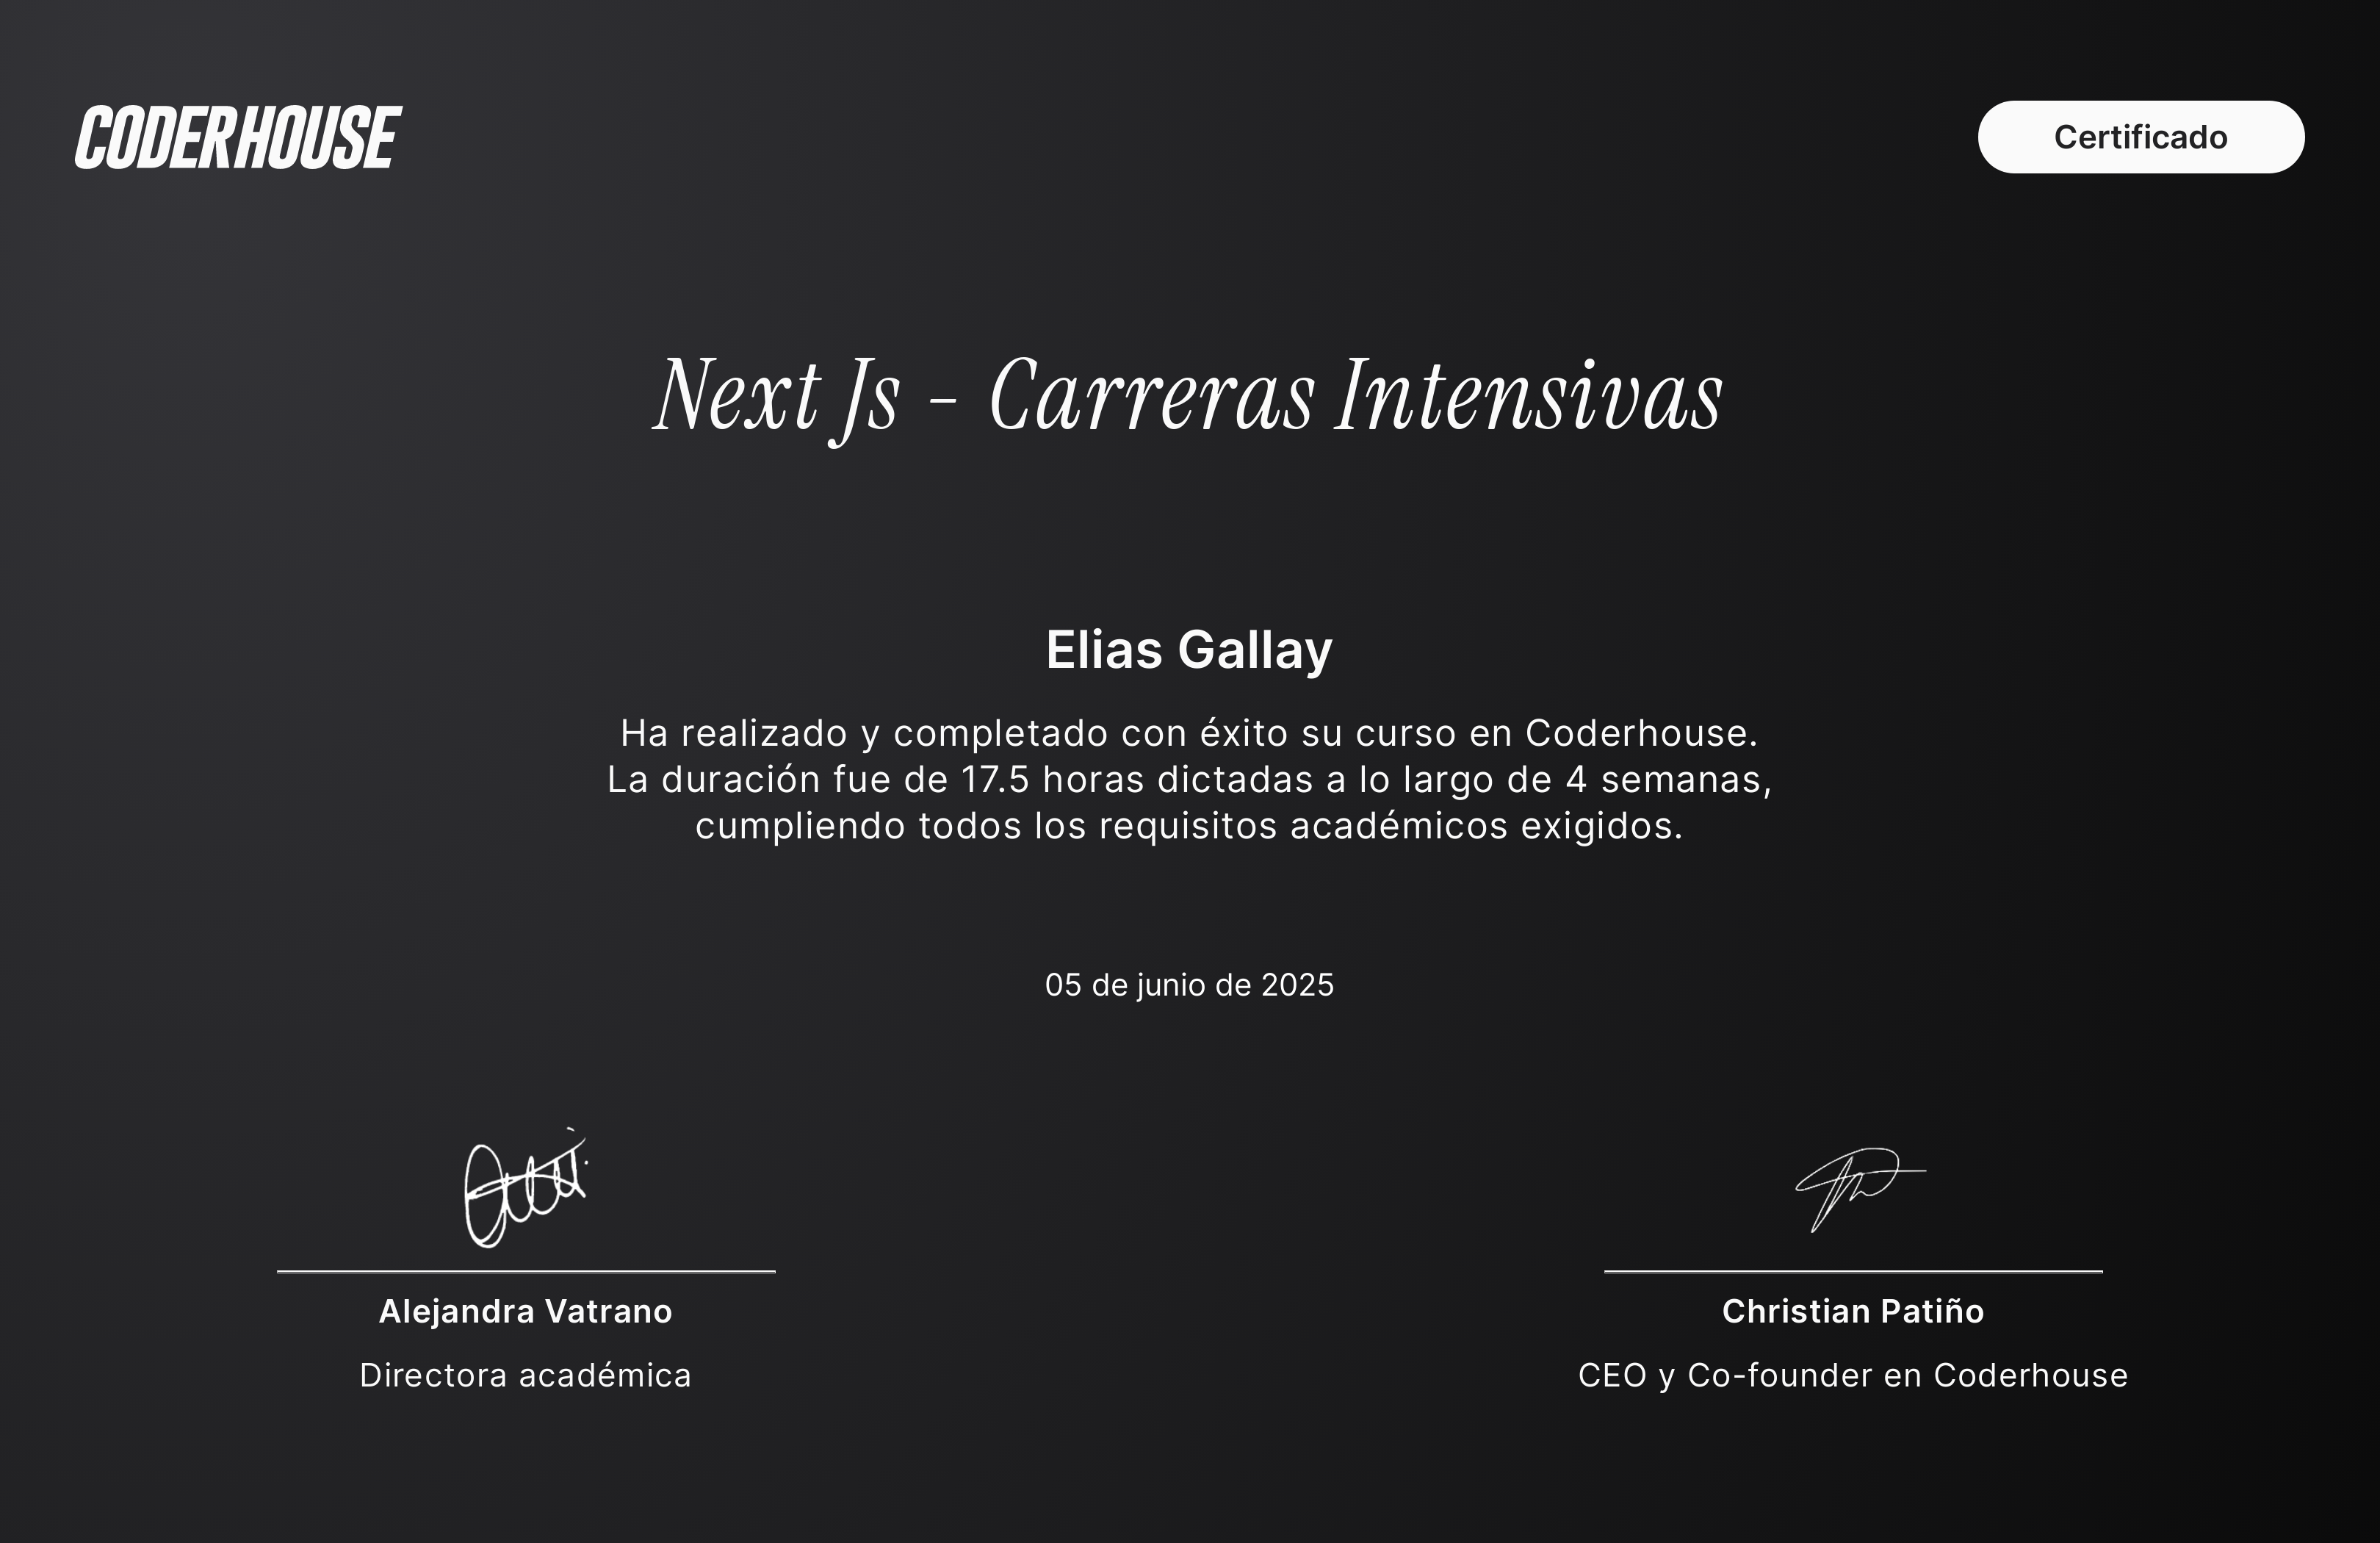 CODERHOUSE
Certificado
Next Js - Carreras Intensivas
Elias Gallay
Ha realizado y completado con éxito su curso en Coderhouse.
La duración fue de 17.5 horas dictadas a lo largo de 4 semanas,
cumpliendo todos los requisitos académicos exigidos.
05 de junio de 2025
Alejandra Vatrano
Directora académica
Christian Patiño
CEO y Co-founder en Coderhouse